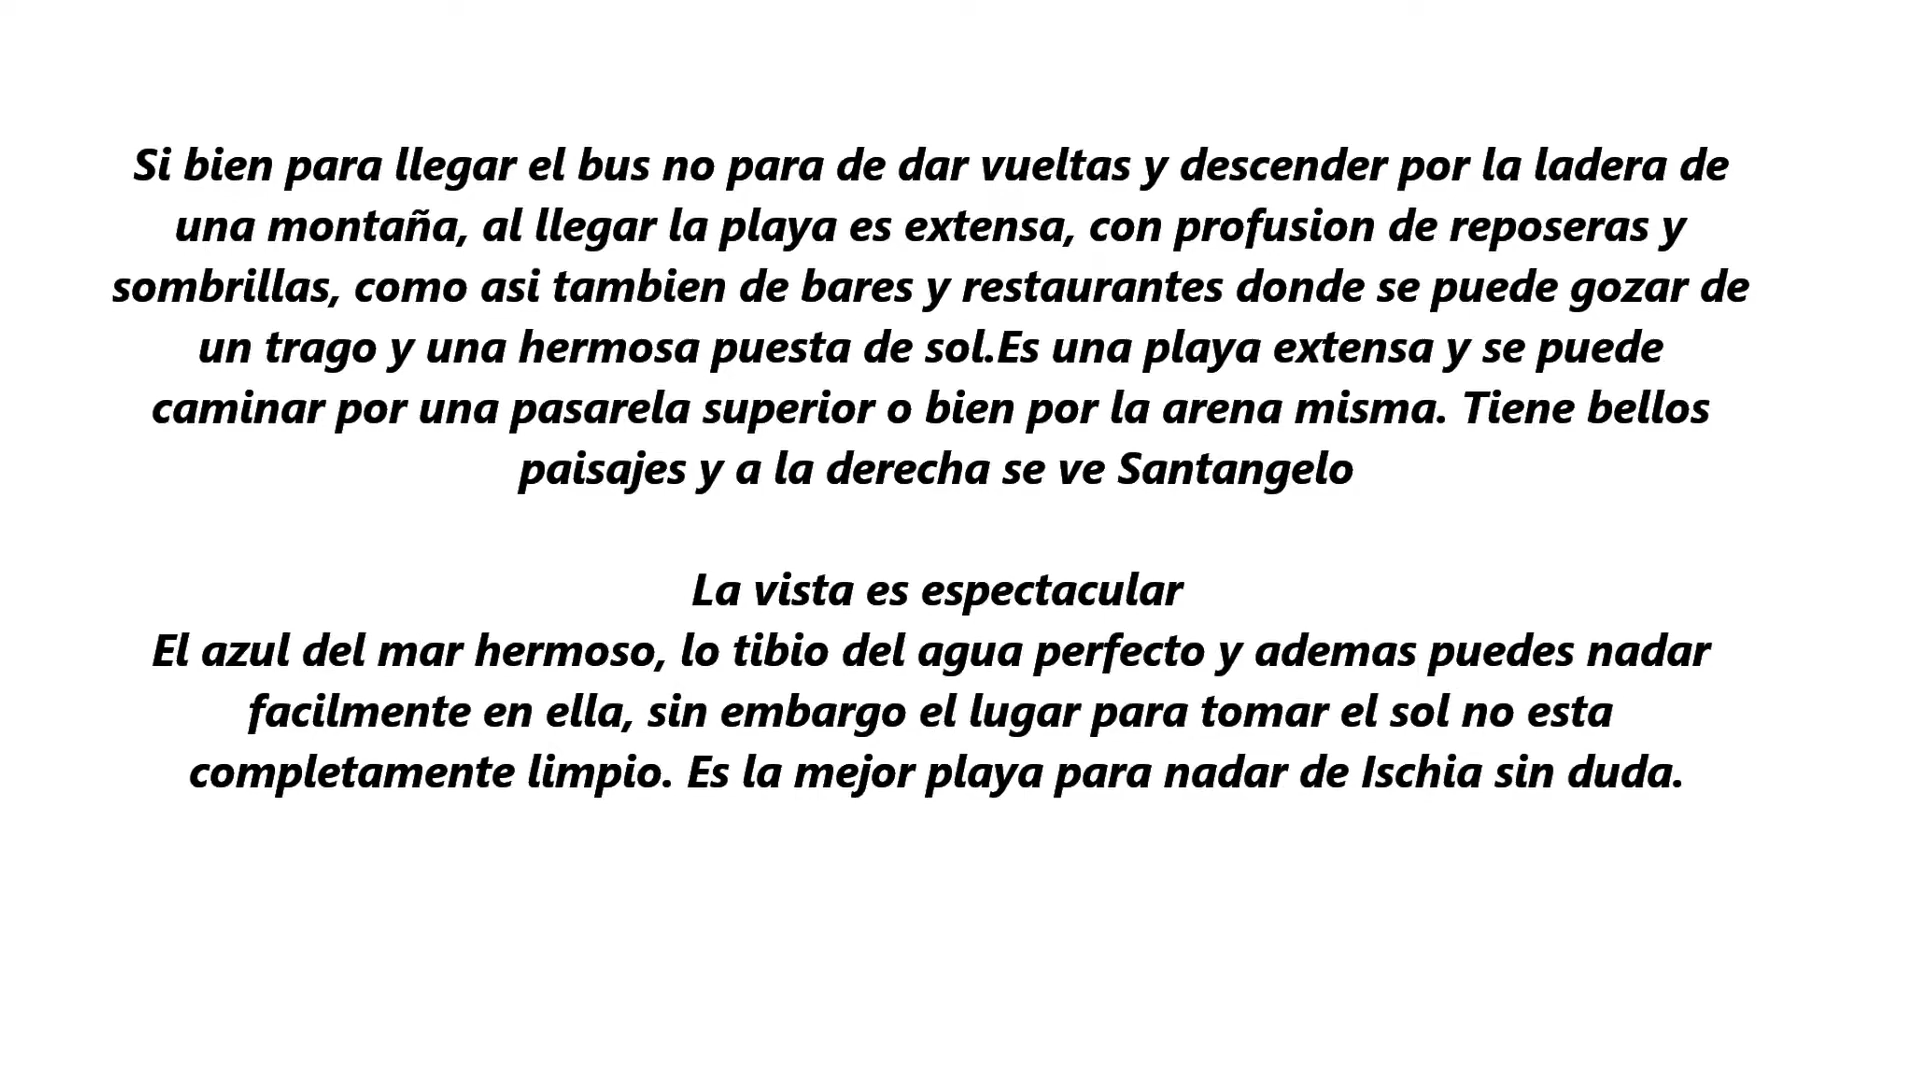 Si bien para llegar el bus no para de dar vueltas y descender por la ladera de
una montaña, al llegar la playa es extensa, con profusion de reposeras y
sombrillas, como asi tambien de bares y restaurantes donde se puede gozar de
un trago y una hermosa puesta de sol.Es una playa extensa y se puede
caminar por una pasarela superior o bien por la arena misma. Tiene bellos
paisajes y a la derecha se ve Santangelo
La vista es espectacular
El azul del mar hermoso, lo tibio del agua perfecto y ademas puedes nadar
facilmente en ella, sin embargo el lugar para tomar el sol no esta
completamente limpio. Es la mejor playa para nadar de Ischia sin duda.